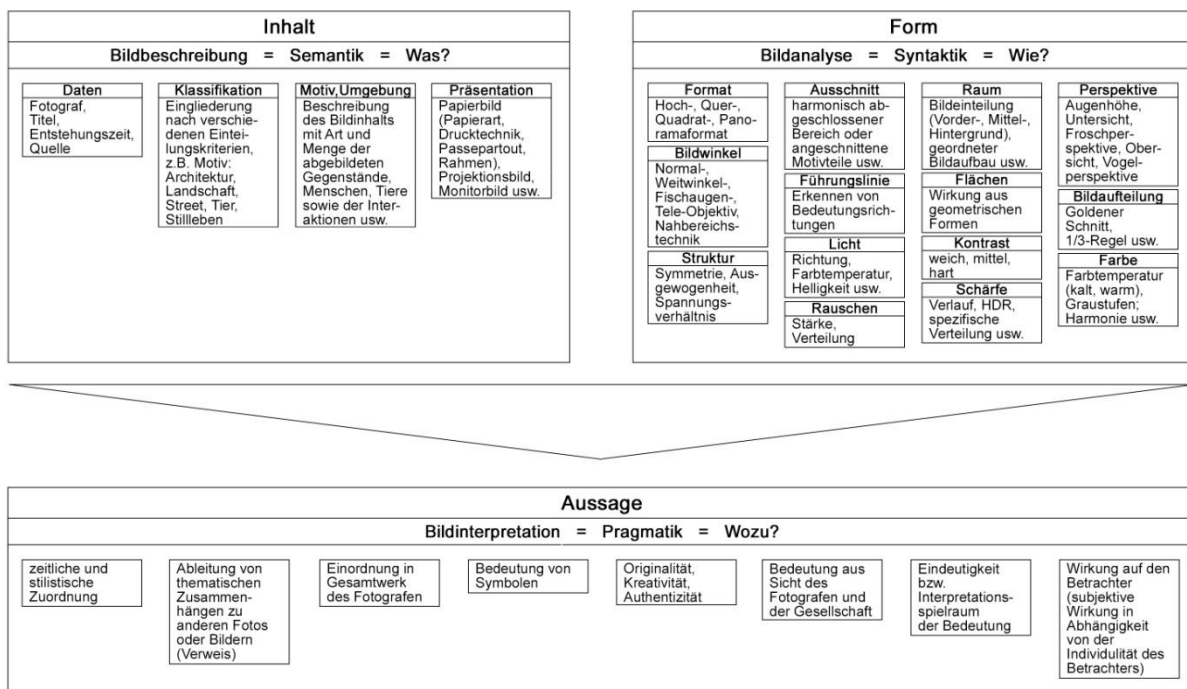 Inhalt
Bildbeschreibung = Semantik = Was?
Daten
Fotograf,
Titel,
Entstehungszeit,
Quelle
Klassifikation
Eingliederung
nach verschie-
denen Eintei-
lungskriterien,
z.B. Motiv:
Architektur,
Landschaft,
Street, Tier,
Stillleben
Motiv,Umgebung
Beschreibung
des Bildinhalts
mit Art und
Menge der
abgebildeten
Gegenstände,
Menschen, Tiere
sowie der Inter-
aktionen usw.
Präsentation
Papierbild
(Papierart,
Drucktechnik,
Passepartout,
Rahmen),
Projektionsbild,
Monitorbild usw.
Form
Bildanalyse = Syntaktik = Wie?
Format
Hoch-, Quer-,
Quadrat-, Pano-
ramaformat
Bildwinkel
Normal-,
Weitwinkel-,
Fischaugen-,
Tele-Objektiv,
Nahbereichs-
technik
Struktur
Symmetrie, Aus-
gewogenheit,
Spannungs-
verhältnis
Ausschnitt
harmonisch ab-
geschlossener
Bereich oder
angeschnittene
Motivteile usw.
Führungslinie
Erkennen von
Bedeutungsrich-
tungen
Licht
Richtung,
Farbtemperatur,
Helligkeit usw.
Rauschen
Stärke,
Verteilung
Raum
Bildeinteilung
(Vorder-, Mittel-,
Hintergrund),
geordneter
Bildaufbau usw.
Flächen
Wirkung aus
geometrischen
Formen
Kontrast
weich, mittel,
hart
Schärfe
Verlauf, HDR,
spezifische
Verteilung usw.
Perspektive
Augenhöhe,
Untersicht,
Froschper-
spektive, Ober-
sicht, Vogel-
perspektive
Bildaufteilung
Goldener
Schnitt,
1/3-Regel usw.
Farbe
Farbtemperatur
(kalt, warm),
Graustufen;
Harmonie usw.
Aussage
Bildinterpretation = Pragmatik = Wozu?
zeitliche und
stilistische
Zuordnung
Ableitung von
thematischen
Zusammen-
hängen zu
anderen Fotos
oder Bildern
(Verweis)
Einordnung in
Gesamtwerk
des Fotografen
Bedeutung von
Symbolen
Originalität,
Kreativität,
Authentizität
Bedeutung aus
Sicht des
Fotografen und
der Gesellschaft
Eindeutigkeit
bzw.
Interpretations-
spielraum
der Bedeutung
Wirkung auf den
Betrachter
(subjektive
Wirkung in
Abhängigkeit
von der
Individulität des
Betrachters)